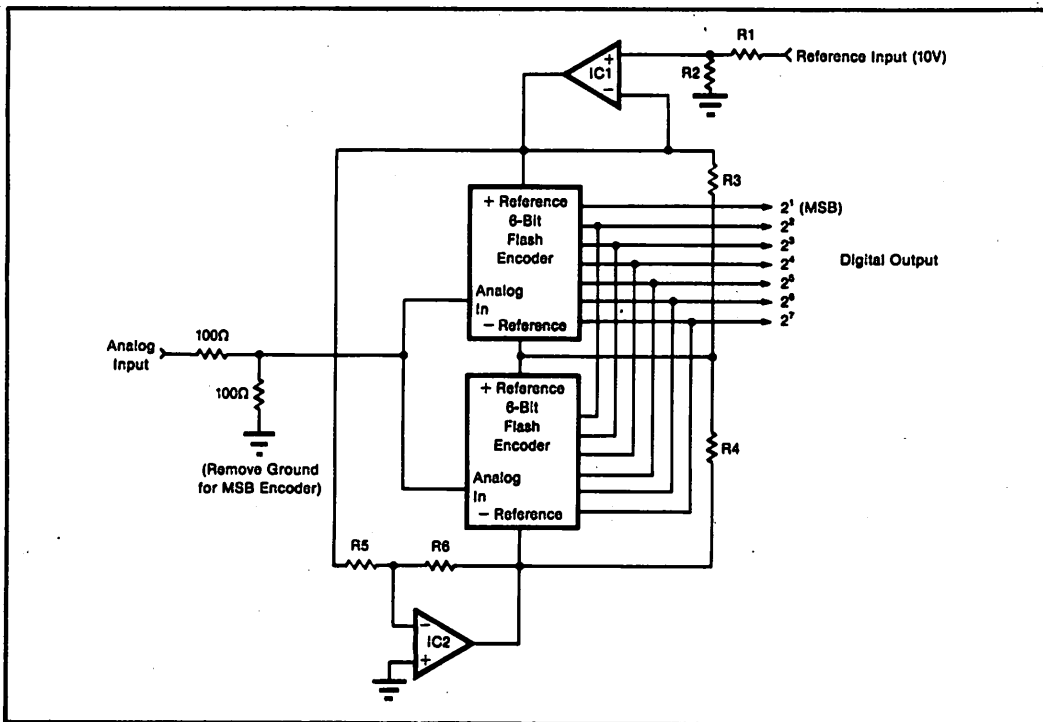 R1
Reference Input (10V)
R2
+
IC1
−
R3
+ Reference
6-Bit
Flash
Encoder
Analog
In
− Reference
2¹ (MSB)
2²
2³
2⁴
2⁵
2⁶
2⁷
Digital Output
100Ω
Analog
Input
100Ω
(Remove Ground
for MSB Encoder)
+ Reference
6-Bit
Flash
Encoder
Analog
In
− Reference
R4
R5
R6
−
IC2
+